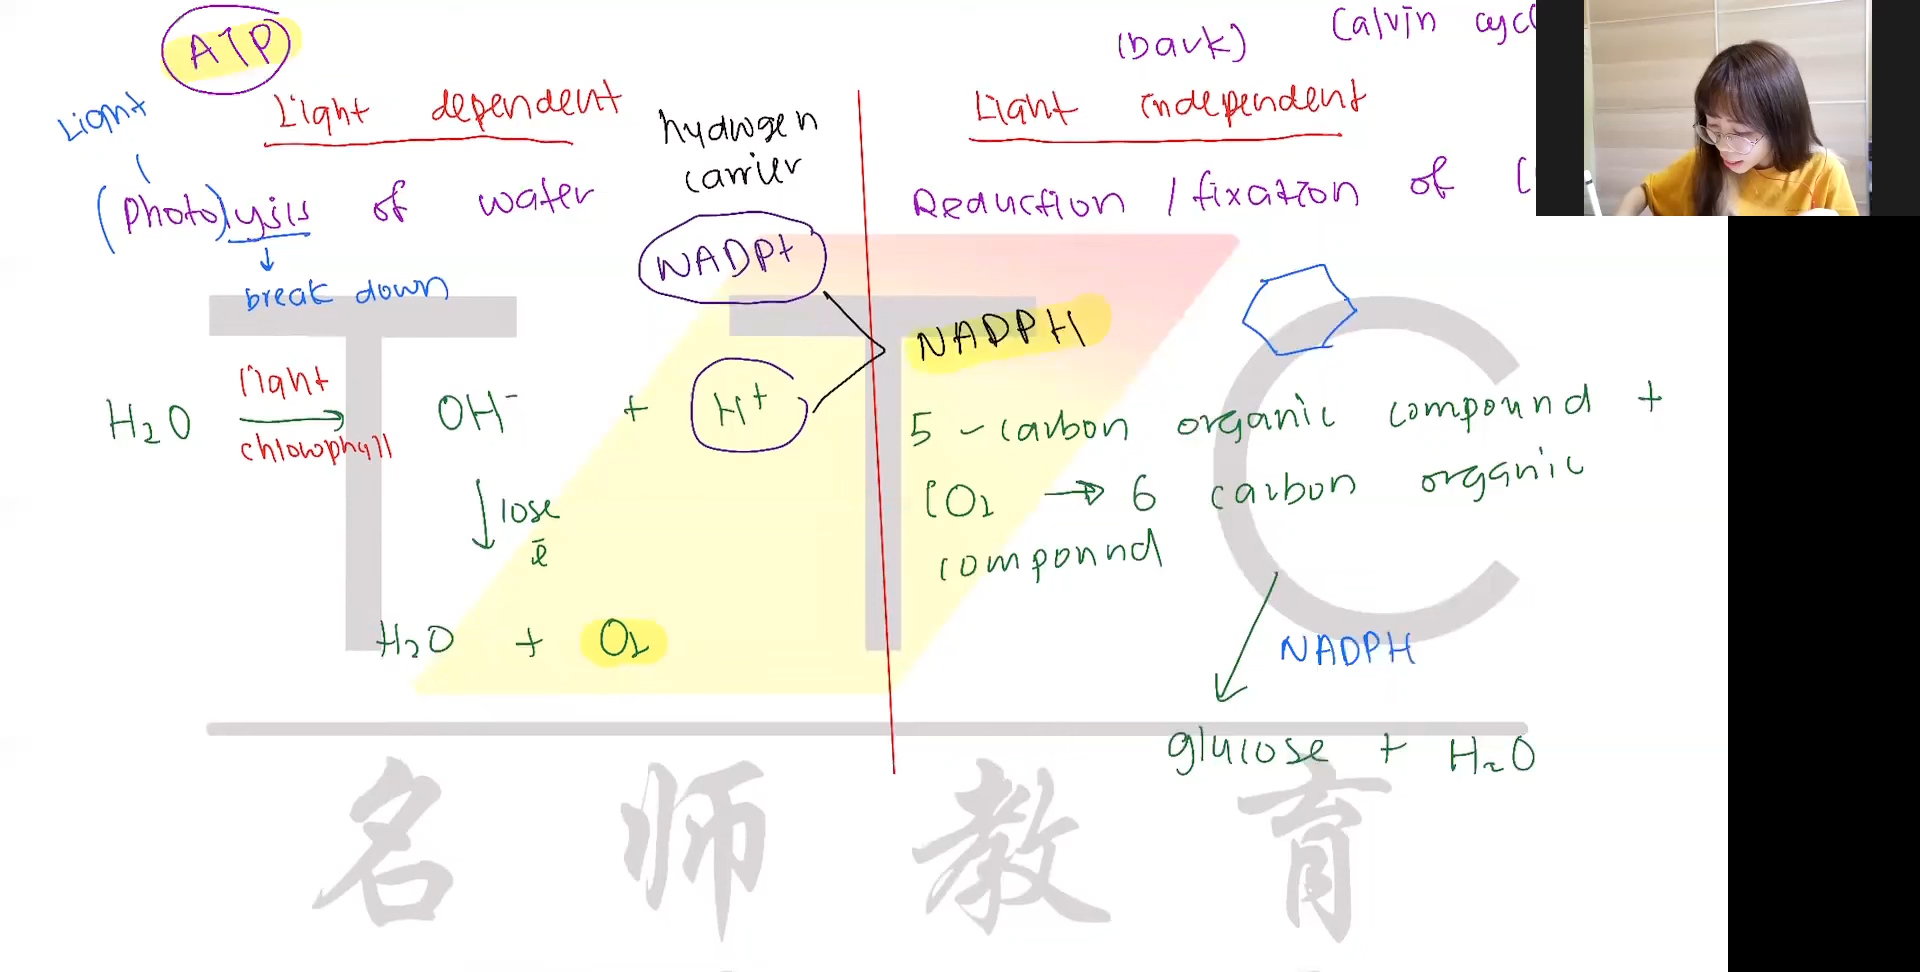 ATP
(Dark) Calvin cyc
Light
Light dependent
hydrogen
carrier
Light independent
(Photo)lysis of water
Reduction / fixation of C
↓
break down
NADP+
NADPH
H₂O light → chlorophyll OH⁻ + H⁺
5 - carbon organic compound +
CO₂ → 6 carbon organic
compound
↓ lose
ē
H₂O + O₂
NADPH
glucose + H₂O
TTC
名师教育